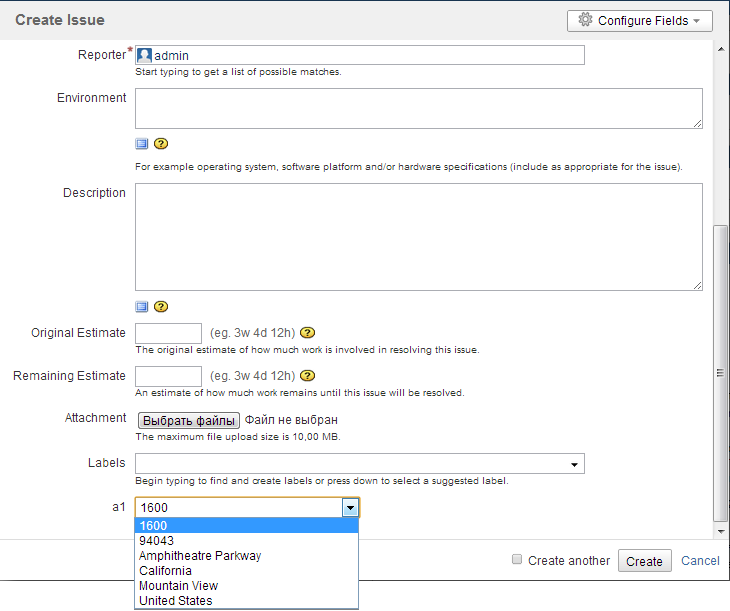 Create Issue
Configure Fields
Reporter* admin
Start typing to get a list of possible matches.
Environment
For example operating system, software platform and/or hardware specifications (include as appropriate for the issue).
Description
Original Estimate (eg. 3w 4d 12h)
The original estimate of how much work is involved in resolving this issue.
Remaining Estimate (eg. 3w 4d 12h)
An estimate of how much work remains until this issue will be resolved.
Attachment Выбрать файлы Файл не выбран
The maximum file upload size is 10,00 MB.
Labels
Begin typing to find and create labels or press down to select a suggested label.
a1 1600
1600
94043
Amphitheatre Parkway
California
Mountain View
United States
Create another Create Cancel